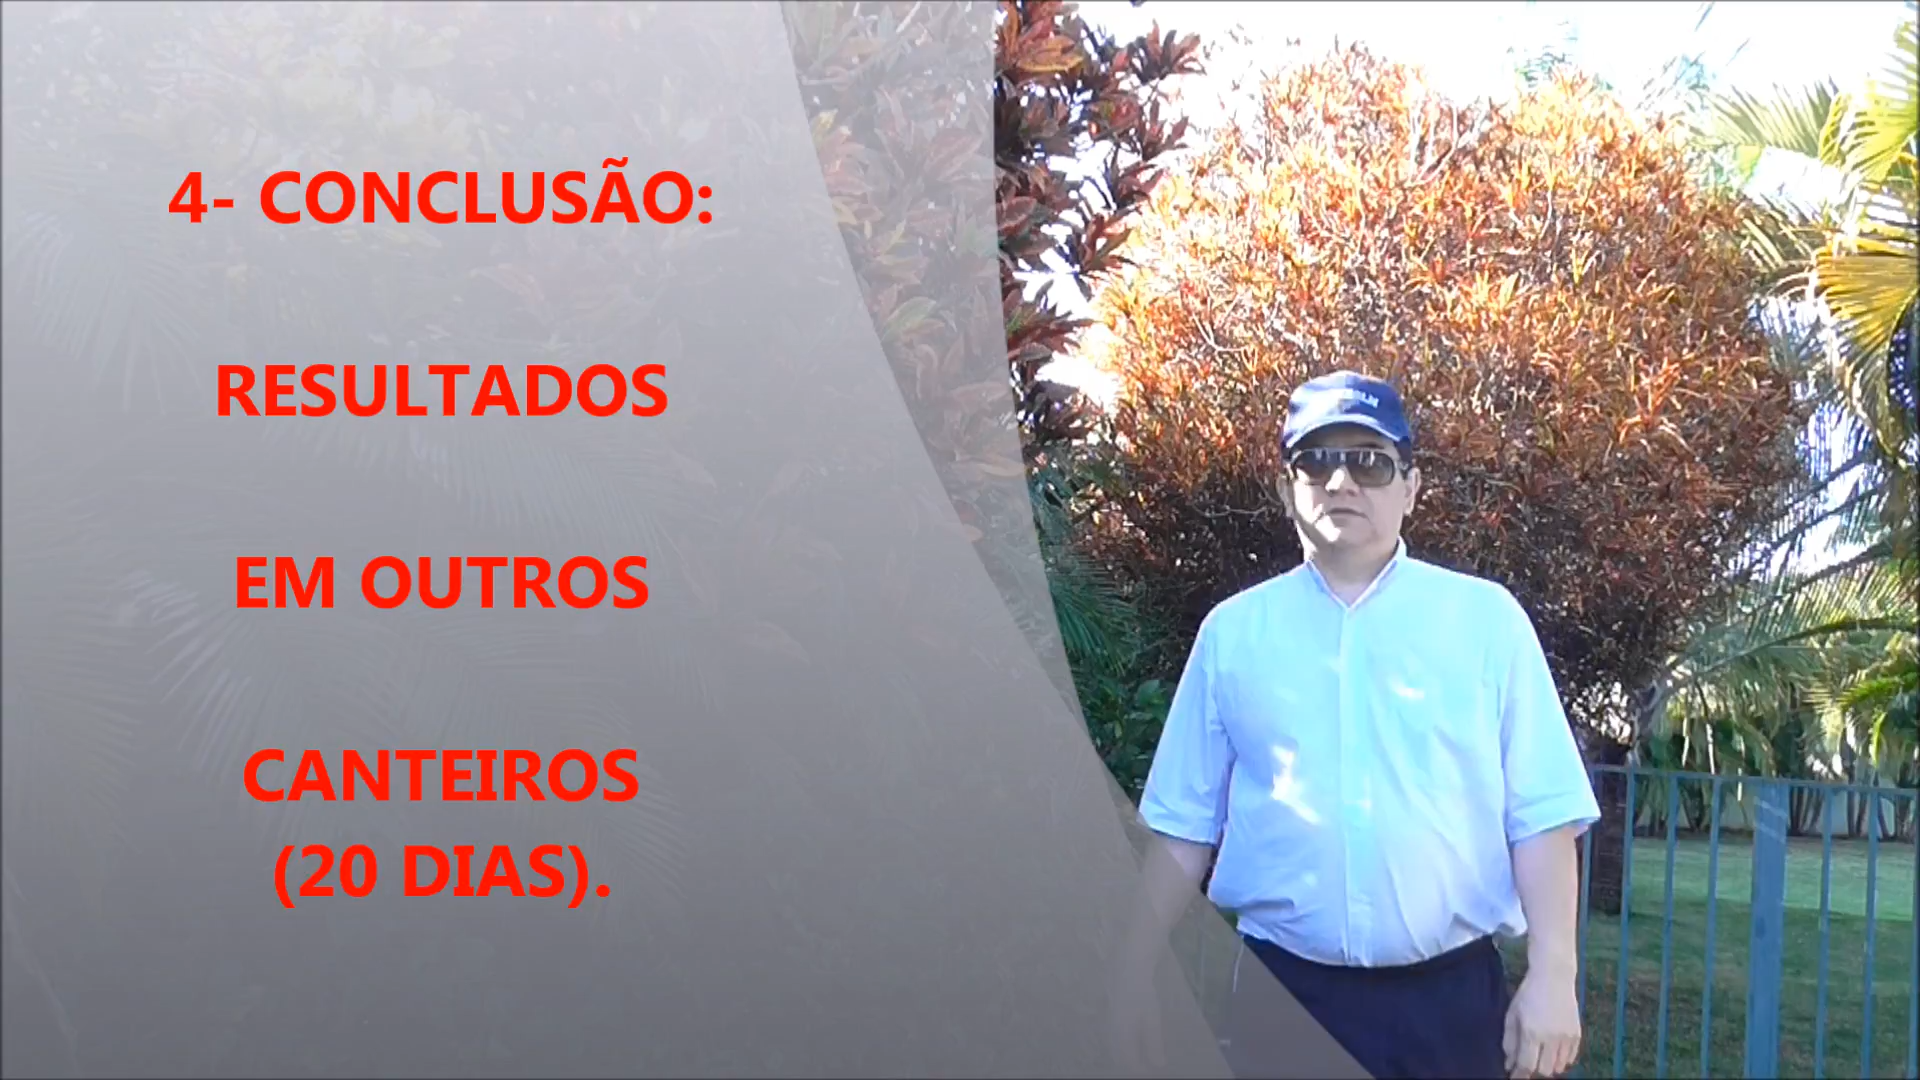 4- CONCLUSÃO:
RESULTADOS
EM OUTROS
CANTEIROS
(20 DIAS).